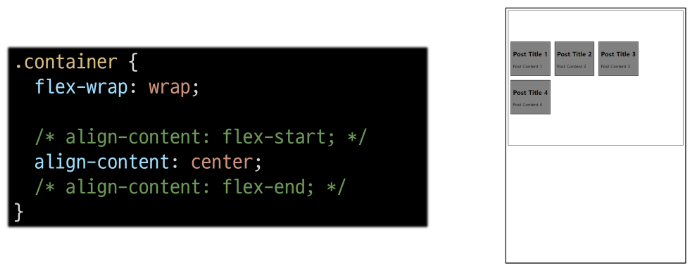 .container {
  flex-wrap: wrap;
  /* align-content: flex-start; */
  align-content: center;
  /* align-content: flex-end; */
}
Post Title 1 Post Title 2 Post Title 3
Post Content 1 Post Content 2 Post Content 3
Post Title 4
Post Content 4